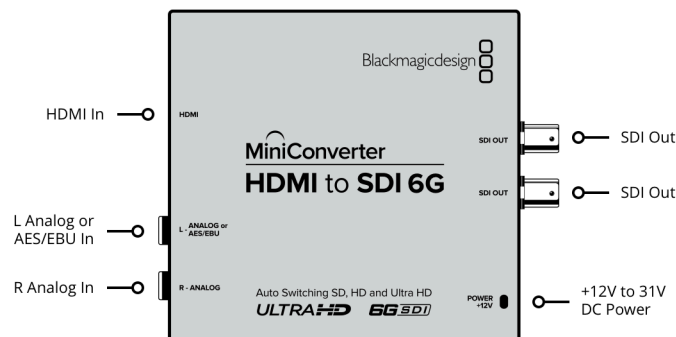 Blackmagicdesign
HDMI In
HDMI
SDI OUT
SDI Out
MiniConverter
HDMI to SDI 6G
SDI OUT
SDI Out
L Analog or
AES/EBU In
L - ANALOG or
AES/EBU
R Analog In
R - ANALOG
Auto Switching SD, HD and Ultra HD
ULTRA HD 6G SDI
POWER
+12V
+12V to 31V
DC Power